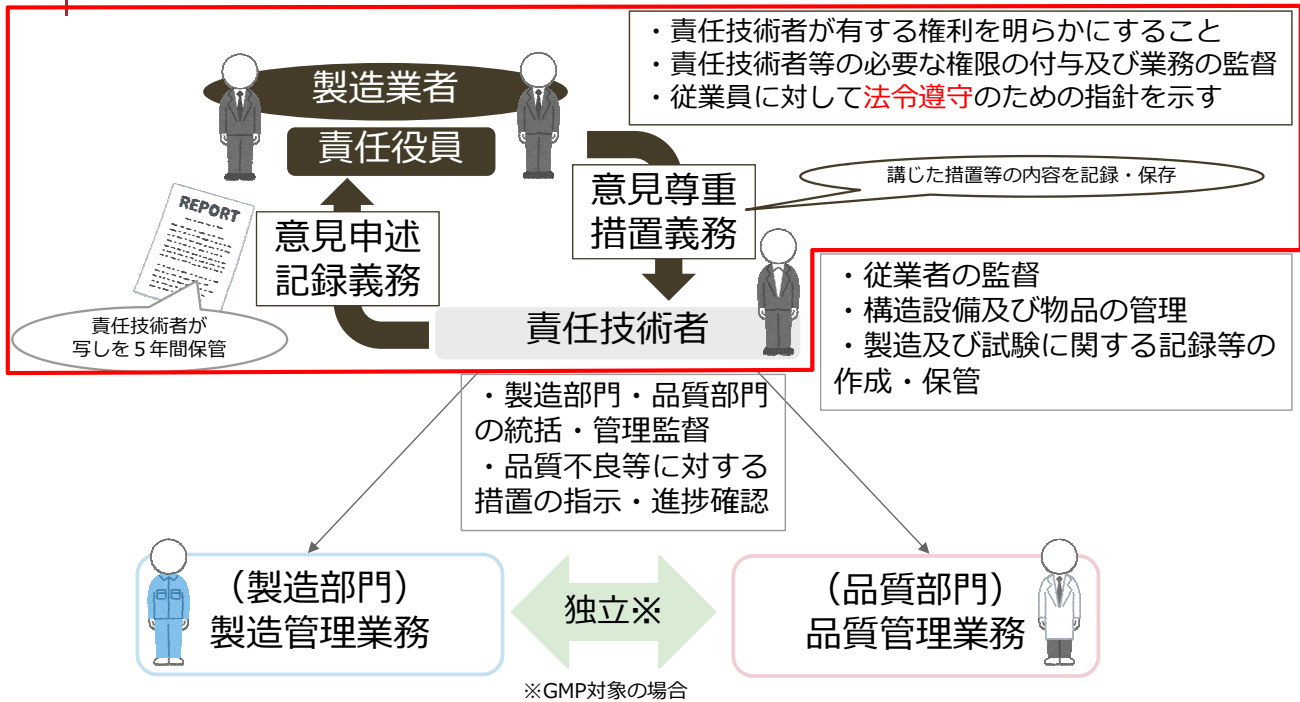 ・責任技術者が有する権利を明らかにすること
・責任技術者等の必要な権限の付与及び業務の監督
・従業員に対して法令遵守のための指針を示す
製造業者
責任役員
意見尊重
措置義務
講じた措置等の内容を記録・保存
REPORT
意見申述
記録義務
責任技術者が
写しを５年間保管
責任技術者
・従業者の監督
・構造設備及び物品の管理
・製造及び試験に関する記録等の
作成・保管
・製造部門・品質部門
の統括・管理監督
・品質不良等に対する
措置の指示・進捗確認
（製造部門）
製造管理業務
独立※
（品質部門）
品質管理業務
※GMP対象の場合